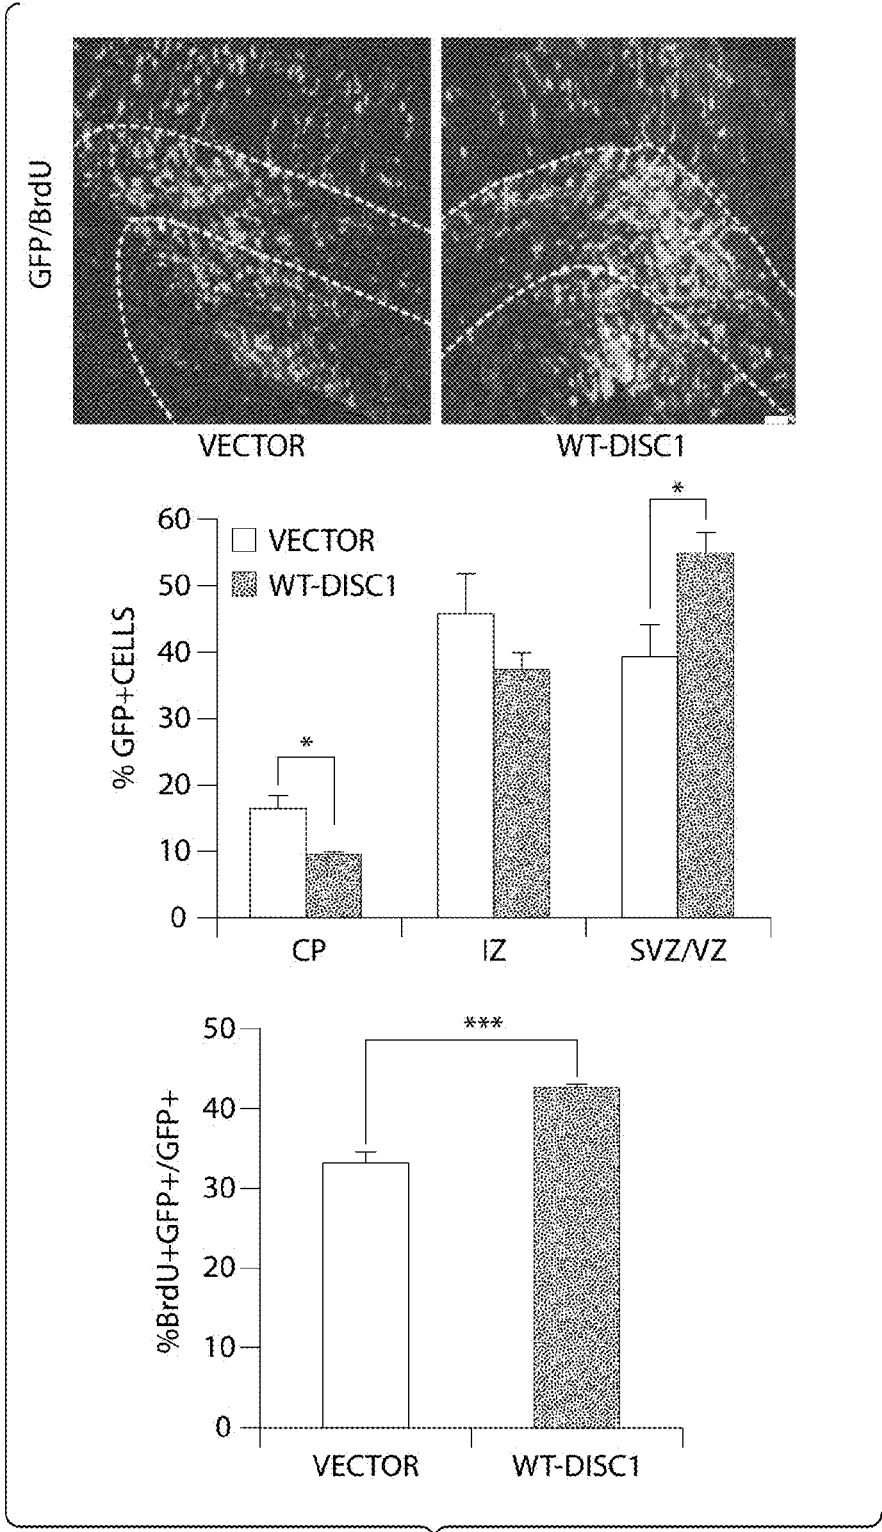 GFP/BrdU
VECTOR
WT-DISC1
% GFP+CELLS
60
50
40
30
20
10
0
VECTOR
WT-DISC1
*
*
CP
IZ
SVZ/VZ
%BrdU+GFP+/GFP+
50
40
30
20
10
0
***
VECTOR
WT-DISC1